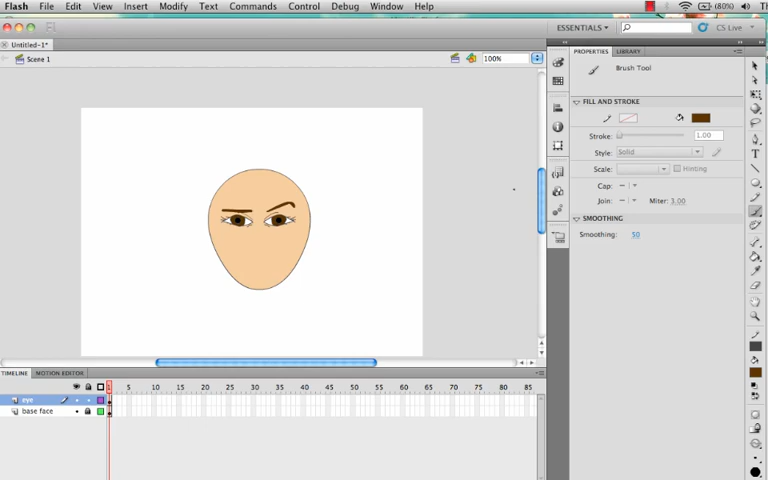 Flash File Edit View Insert Modify Text Commands Control Debug Window Help (80%)
ESSENTIALS CS Live
Untitled-1*
Scene 1 100%
PROPERTIES LIBRARY
Brush Tool
FILL AND STROKE
Stroke: 1.00
Style: Solid
Scale: Hinting
Cap:
Join: Miter: 3.00
SMOOTHING
Smoothing: 50
TIMELINE MOTION EDITOR
5 10 15 20 25 30 35 40 45 50 55 60 65 70 75 80 85
eye
base face